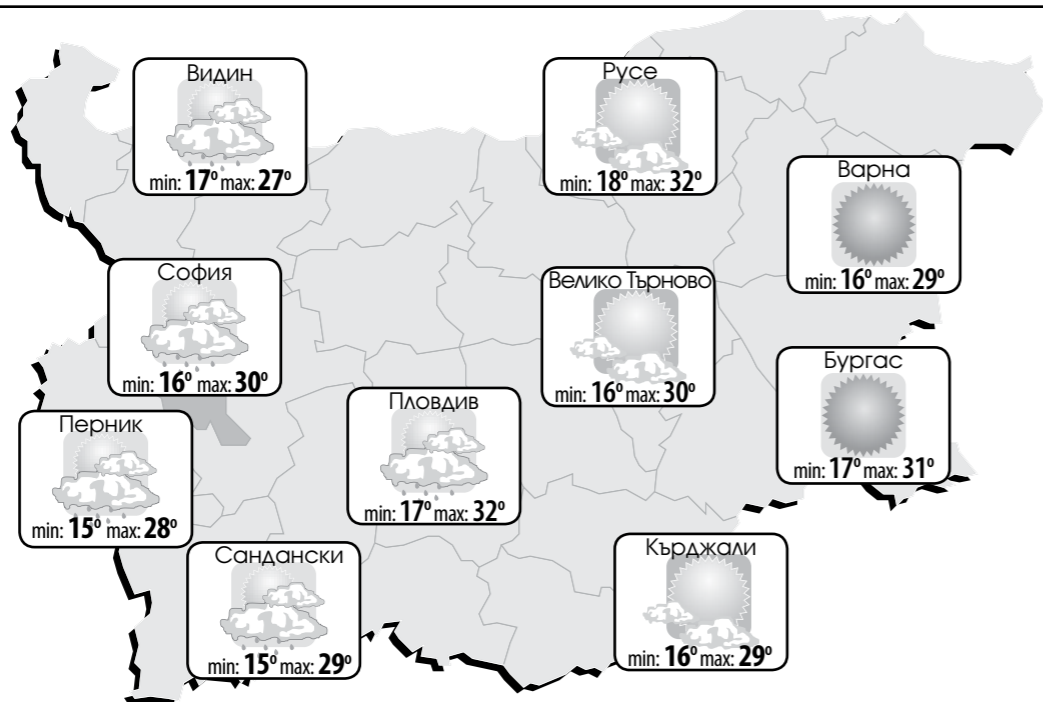 Видин
min: 17° max: 27°
Русе
min: 18° max: 32°
Варна
min: 16° max: 29°
София
min: 16° max: 30°
Велико Търново
min: 16° max: 30°
Бургас
min: 17° max: 31°
Пловдив
min: 17° max: 32°
Перник
min: 15° max: 28°
Сандански
min: 15° max: 29°
Кърджали
min: 16° max: 29°